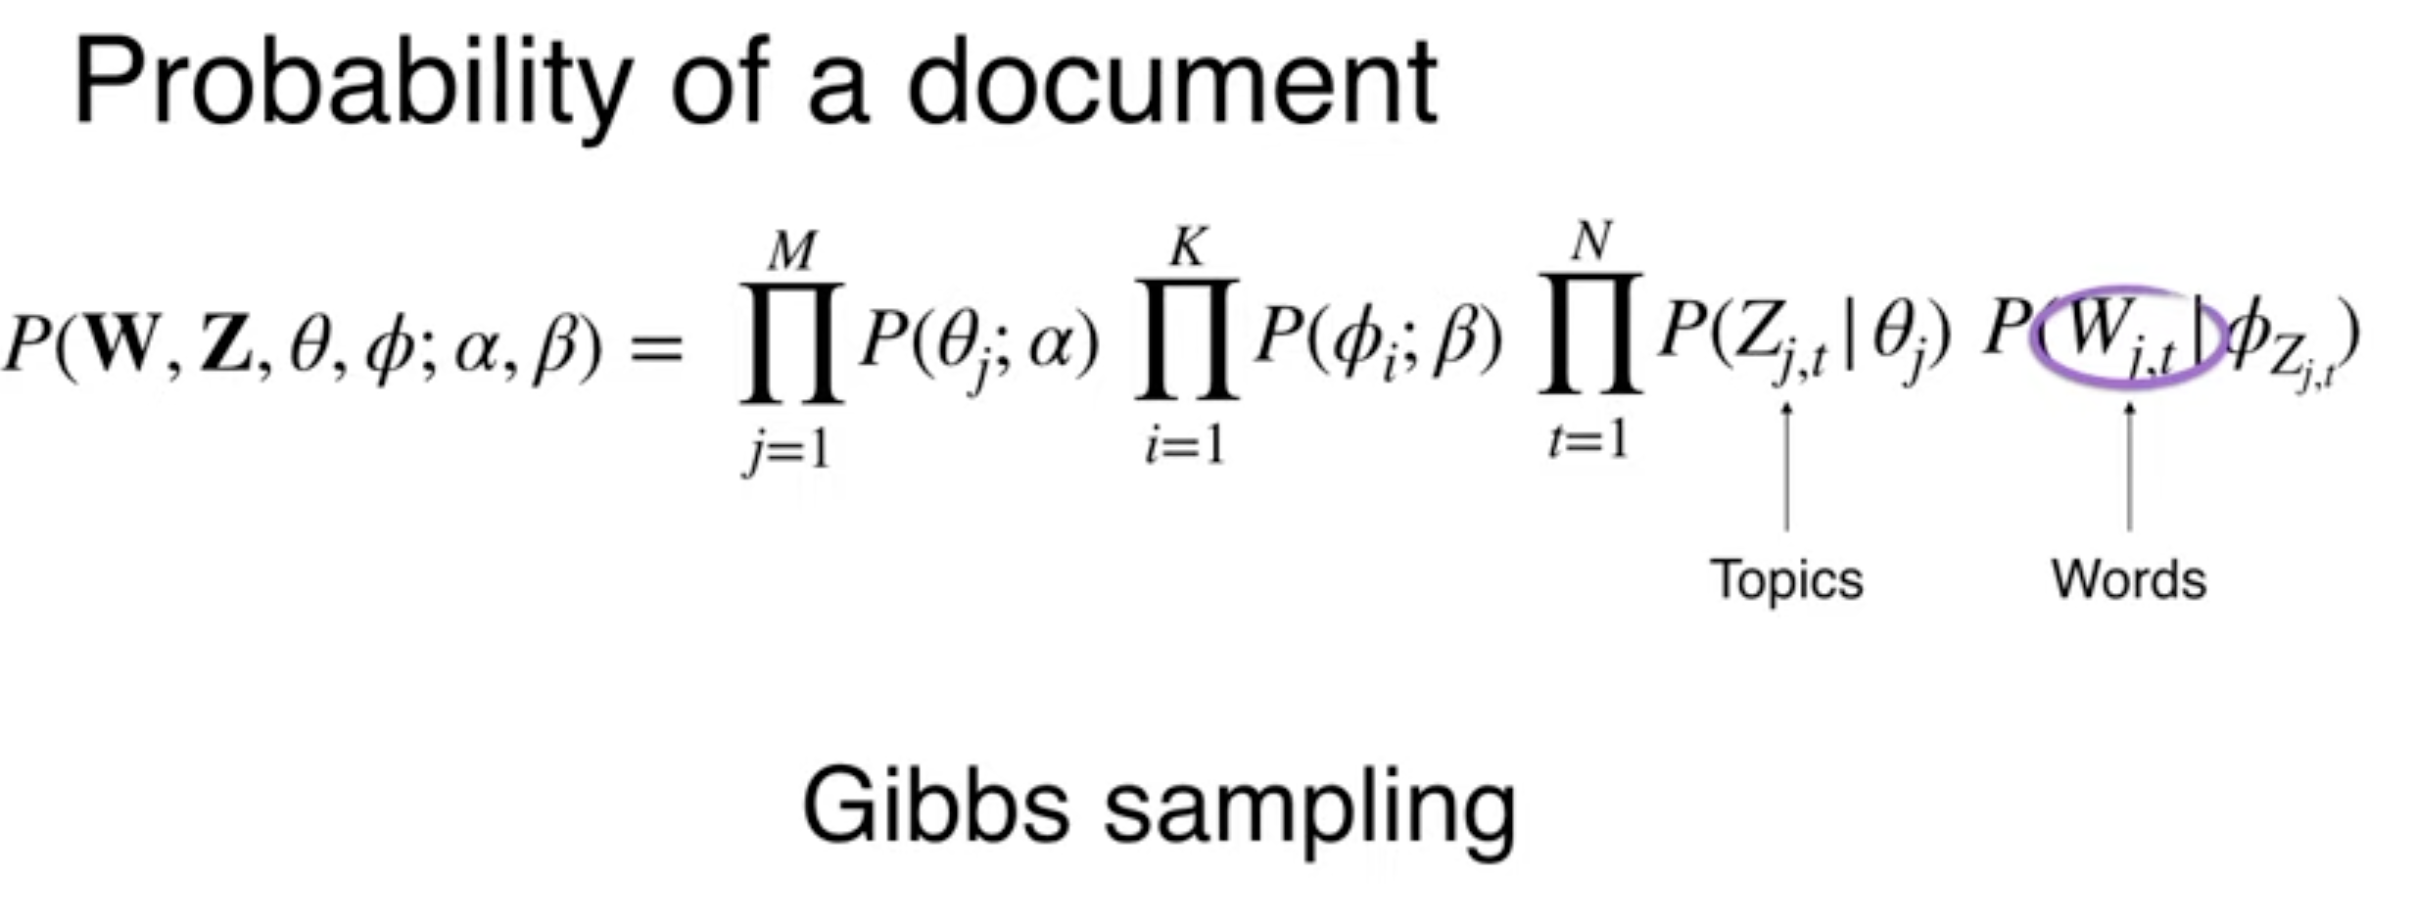 Probability of a document
P(W, Z, θ, ϕ; α, β) = ∏_{j=1}^{M} P(θ_j; α) ∏_{i=1}^{K} P(ϕ_i; β) ∏_{t=1}^{N} P(Z_{j,t} | θ_j) P(W_{j,t} | ϕ_{Z_{j,t}})
Topics Words
Gibbs sampling